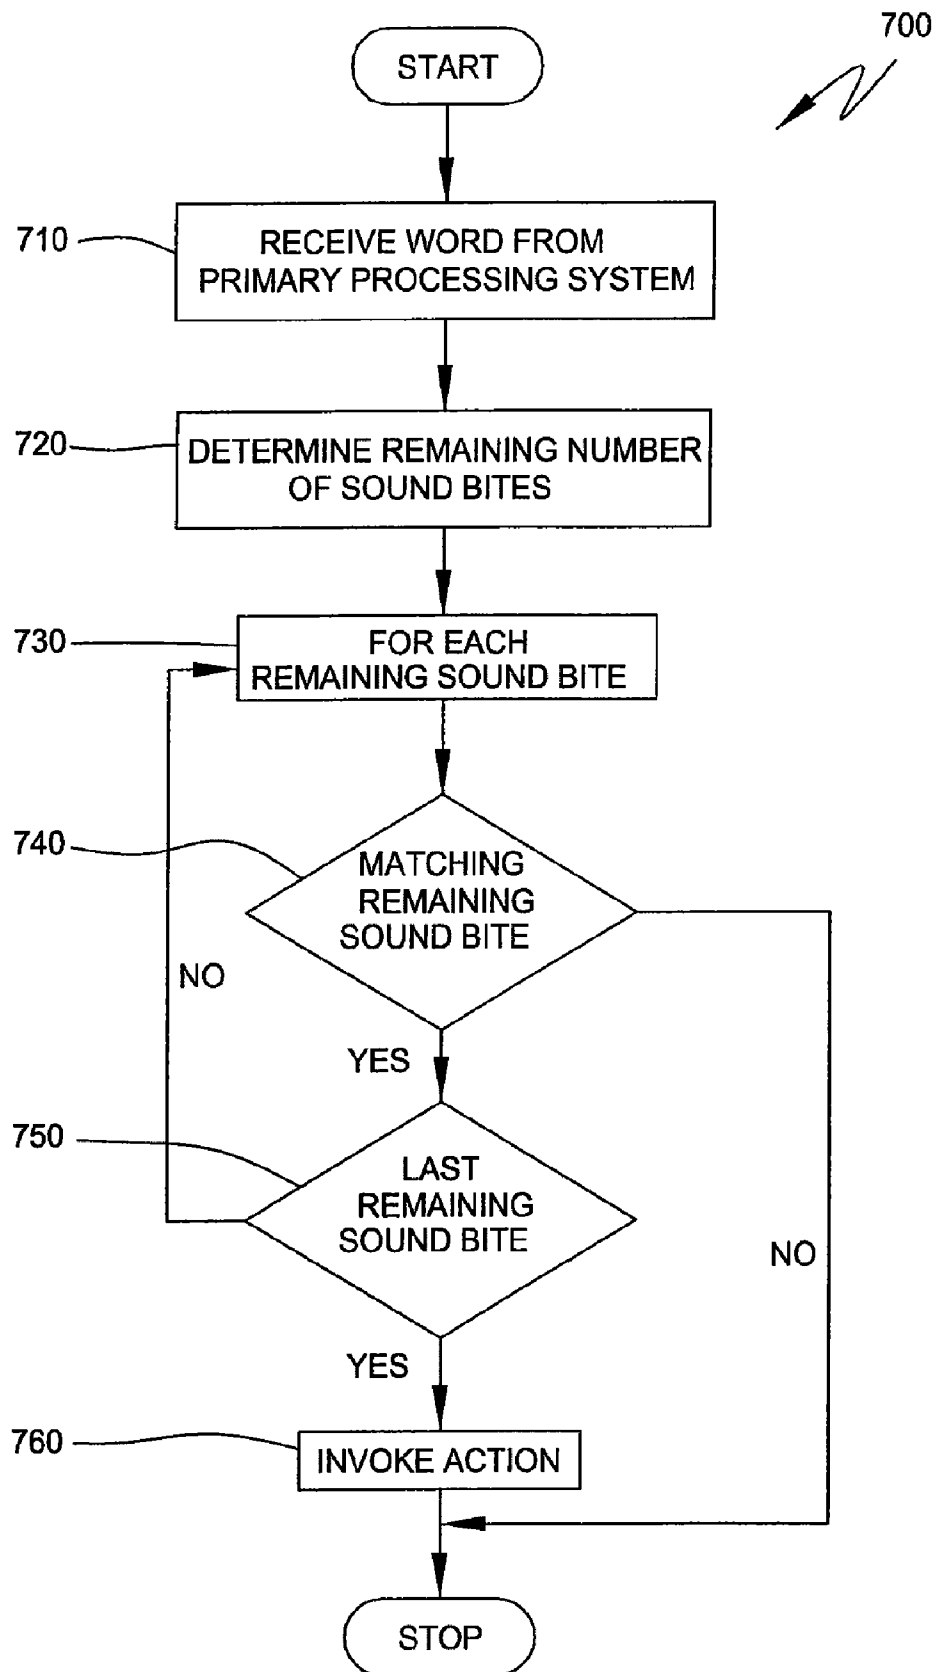 700
START
710
RECEIVE WORD FROM
PRIMARY PROCESSING SYSTEM
720
DETERMINE REMAINING NUMBER
OF SOUND BITES
730
FOR EACH
REMAINING SOUND BITE
740
MATCHING
REMAINING
SOUND BITE
NO
YES
750
LAST
REMAINING
SOUND BITE
NO
YES
760
INVOKE ACTION
STOP